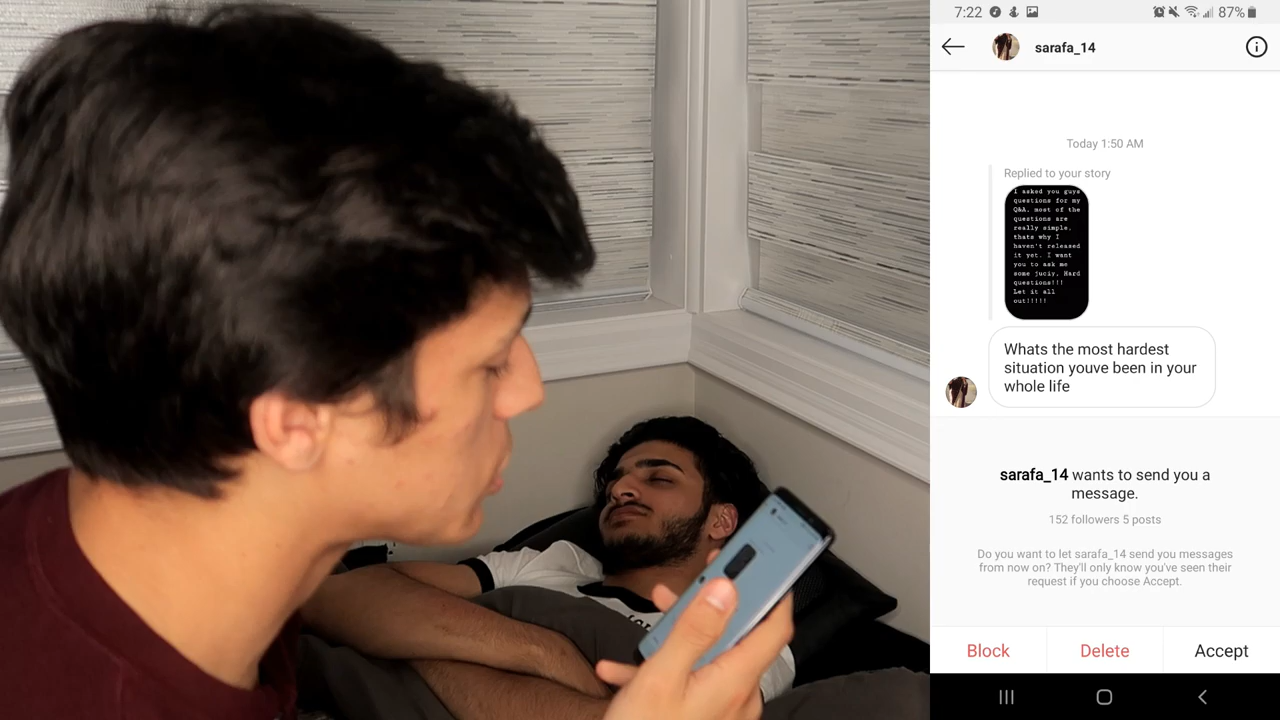 7:22
87%
sarafa_14
Today 1:50 AM
Replied to your story
I asked you guys
questions for my
Q&A. most of the
questions are
really simple.
thats why I
haven't released
it yet. I want
you to ask me
some juciy, Hard
questions!!!
Let it all
out!!!!!
Whats the most hardest
situation youve been in your
whole life
sarafa_14 wants to send you a
message.
152 followers 5 posts
Do you want to let sarafa_14 send you messages
from now on? They'll only know you've seen their
request if you choose Accept.
Block Delete Accept